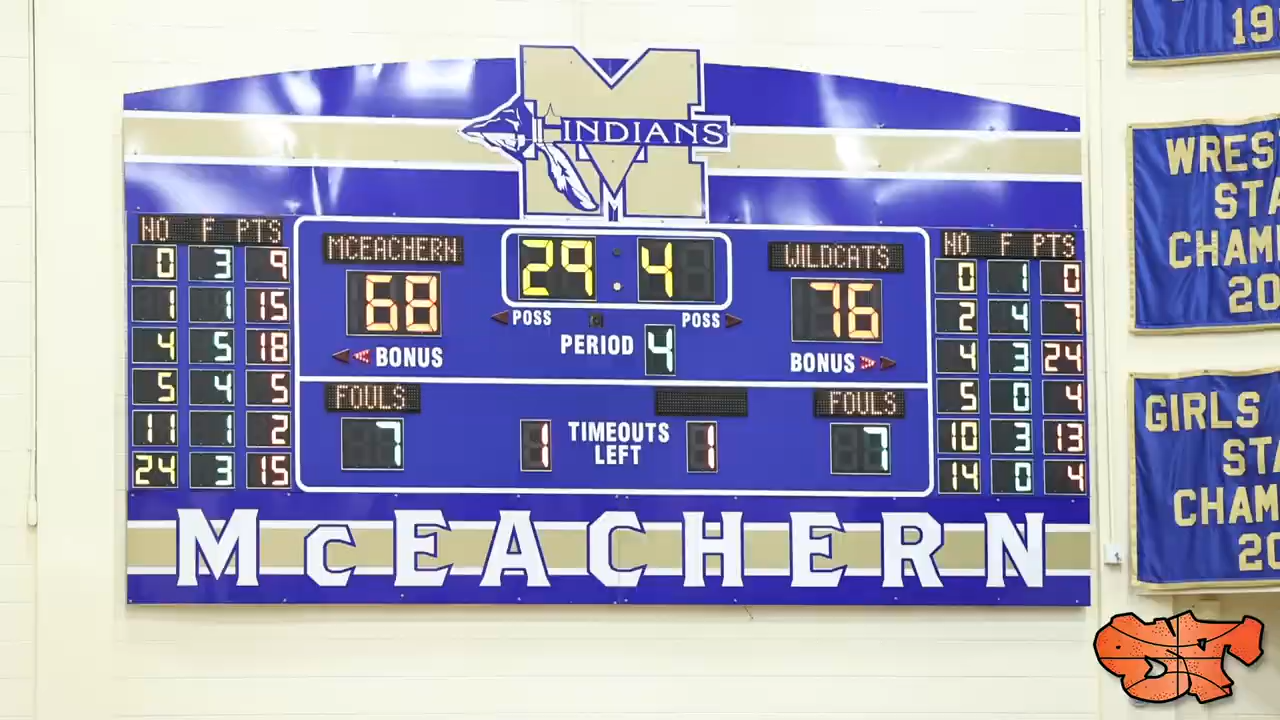 INDIANS
M
NO F PTS
0 3 9
1 1 15
4 5 18
5 4 5
11 1 2
24 3 15
MCEACHERN
68
29 : 4
WILDCATS
76
POSS POSS
PERIOD 4
BONUS BONUS
FOULS
7
1 TIMEOUTS LEFT 1
FOULS
7
NO F PTS
0 1 0
2 4 7
4 3 24
5 0 4
10 3 13
14 0 4
MCEACHERN
19
WRES
STA
CHAM
20
GIRLS
STA
CHAM
20